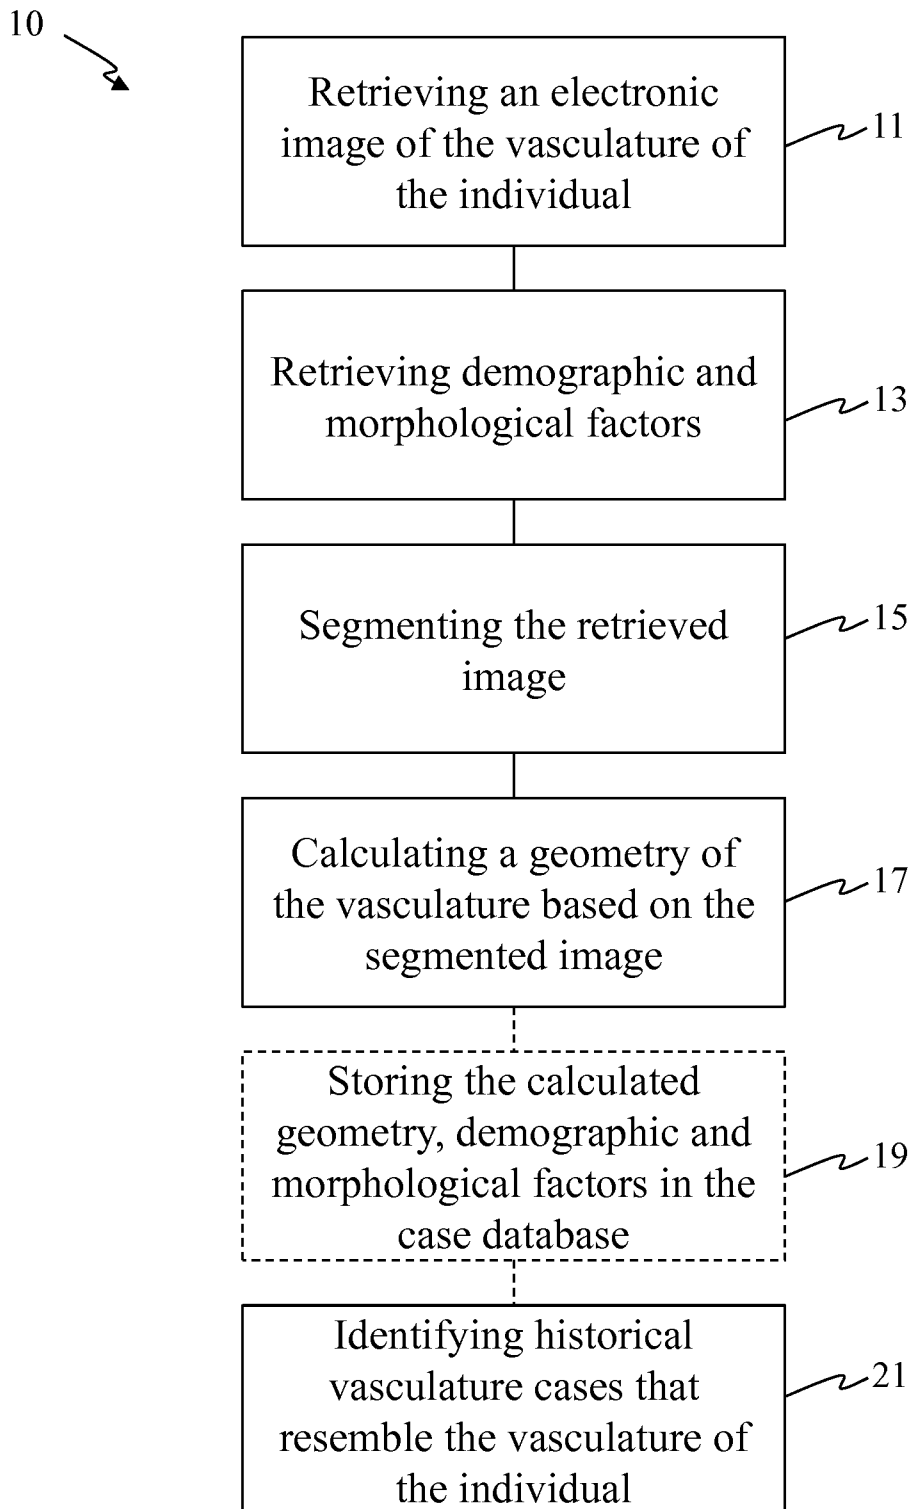 10
Retrieving an electronic
image of the vasculature of
the individual
11
Retrieving demographic and
morphological factors
13
Segmenting the retrieved
image
15
Calculating a geometry of
the vasculature based on the
segmented image
17
Storing the calculated
geometry, demographic and
morphological factors in the
case database
19
Identifying historical
vasculature cases that
resemble the vasculature of
the individual
21